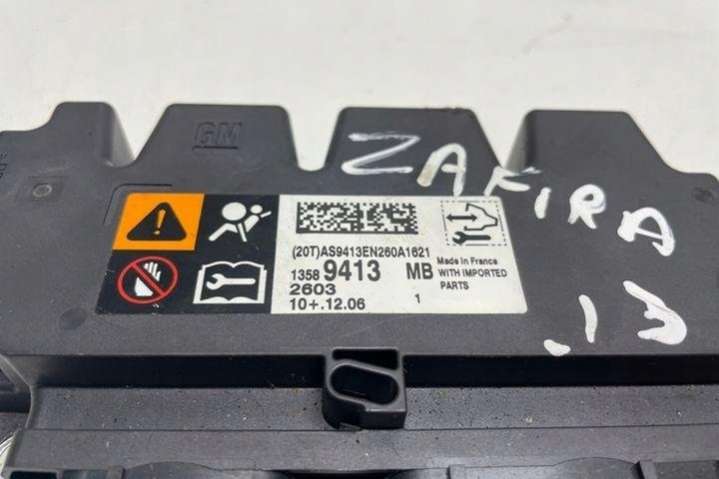 GM
ZAFIRA
.13
(20T)AS9413EN260A1621
1358 9413 MB
2603
10+.12.06 1
Made in France
WITH IMPORTED
PARTS